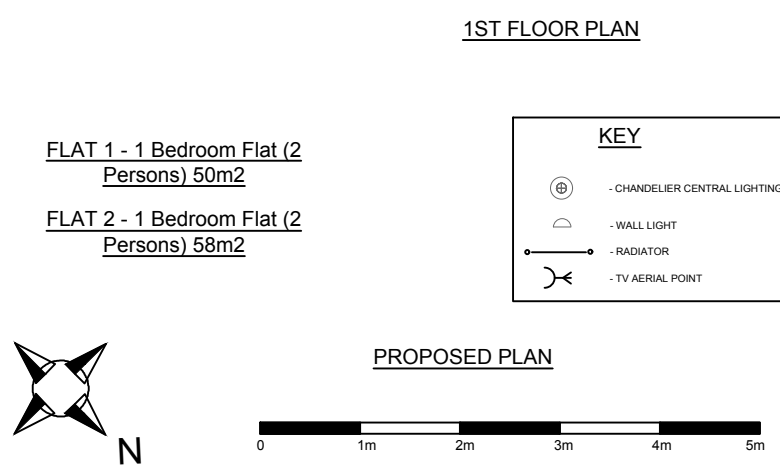 1ST FLOOR PLAN
FLAT 1 - 1 Bedroom Flat (2
Persons) 50m2
FLAT 2 - 1 Bedroom Flat (2
Persons) 58m2
KEY
- CHANDELIER CENTRAL LIGHTING
- WALL LIGHT
- RADIATOR
- TV AERIAL POINT
PROPOSED PLAN
N
0 1m 2m 3m 4m 5m